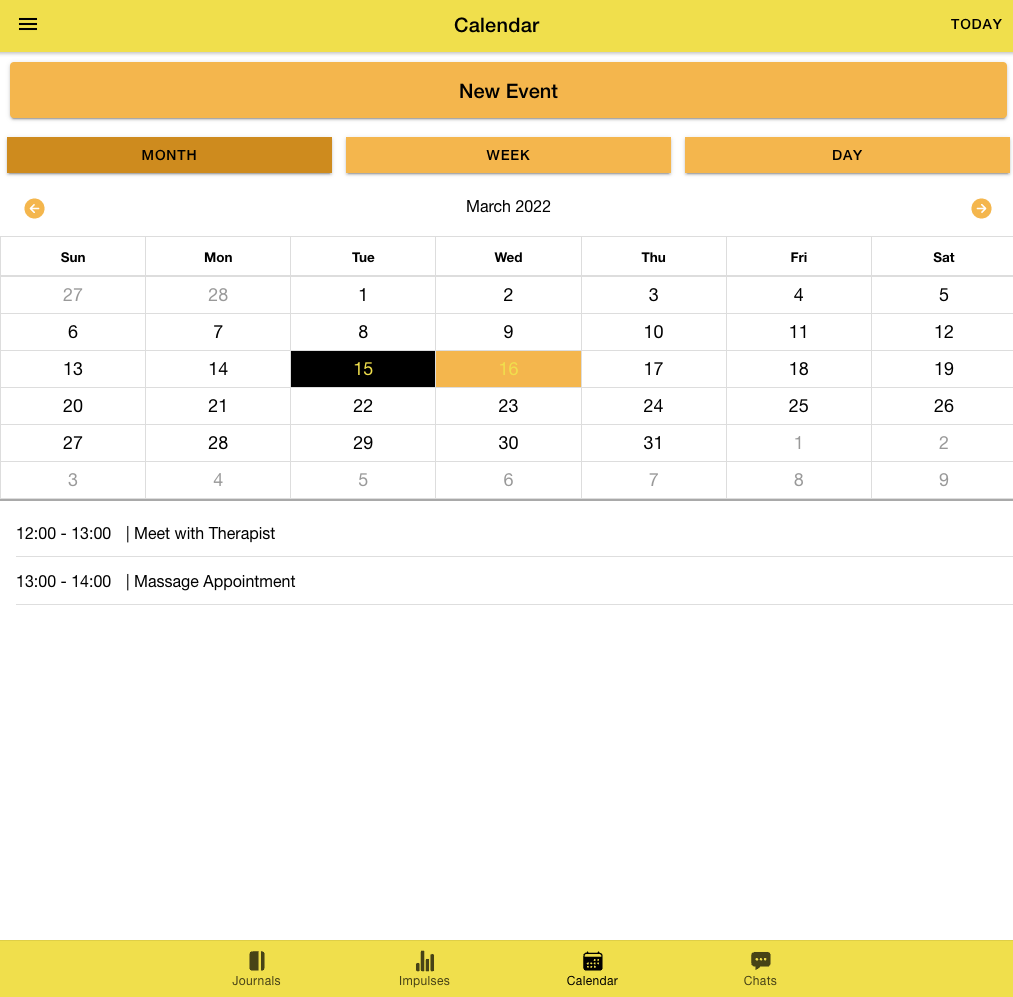 Calendar TODAY
New Event
MONTH WEEK DAY
March 2022
Sun Mon Tue Wed Thu Fri Sat
27 28 1 2 3 4 5
6 7 8 9 10 11 12
13 14 15 16 17 18 19
20 21 22 23 24 25 26
27 28 29 30 31 1 2
3 4 5 6 7 8 9
12:00 - 13:00 | Meet with Therapist
13:00 - 14:00 | Massage Appointment
Journals Impulses Calendar Chats